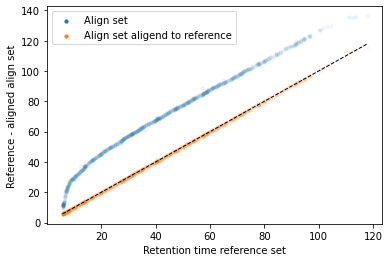 140
120
100
80
60
40
20
0
Reference - aligned align set
Align set
Align set aligend to reference
20 40 60 80 100 120
Retention time reference set